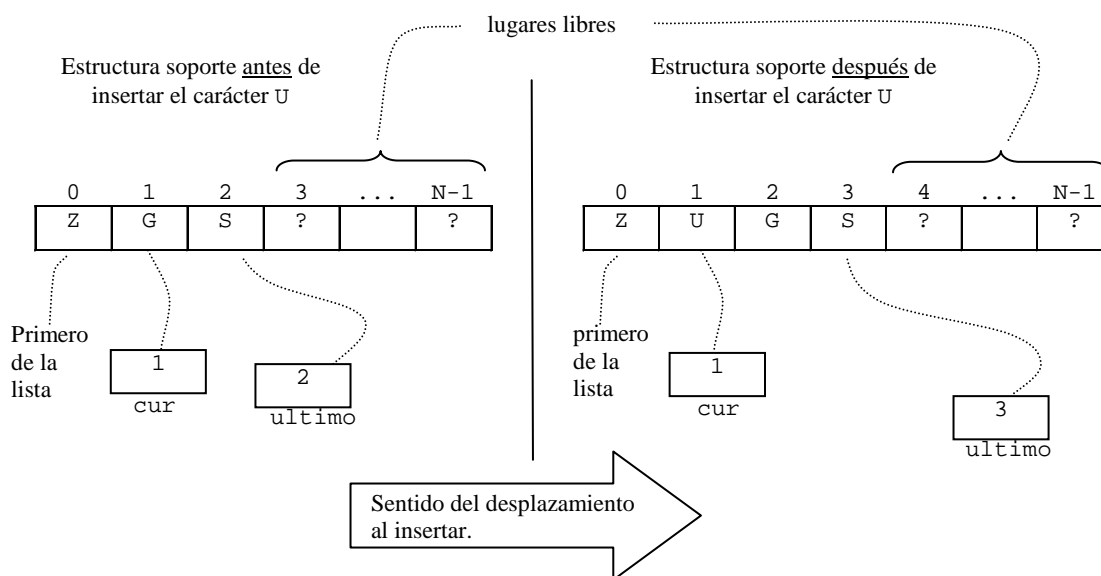 lugares libres
Estructura soporte antes de
insertar el carácter U
Estructura soporte después de
insertar el carácter U
0 1 2 3 ... N-1
Z G S ? ?
0 1 2 3 4 ... N-1
Z U G S ? ?
Primero
de la
lista
1
cur
2
ultimo
primero
de la
lista
1
cur
3
ultimo
Sentido del desplazamiento
al insertar.